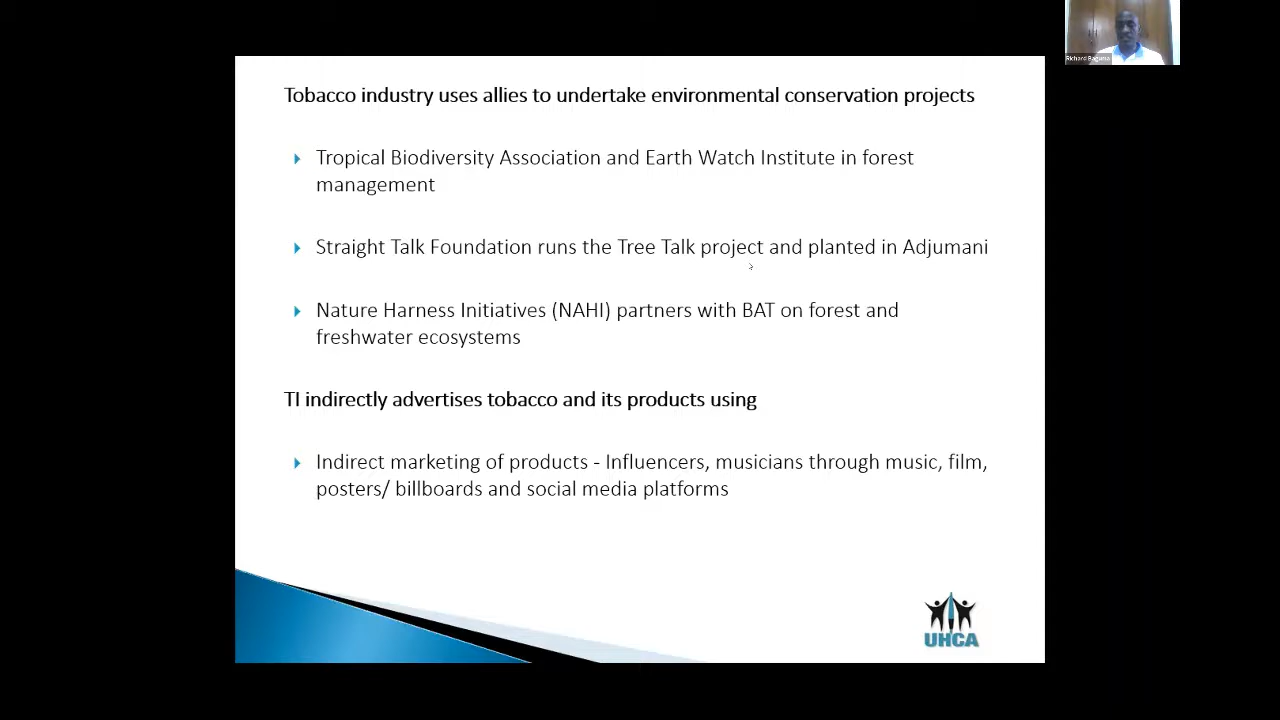 Richard Baguma
Tobacco industry uses allies to undertake environmental conservation projects
Tropical Biodiversity Association and Earth Watch Institute in forest
management
Straight Talk Foundation runs the Tree Talk project and planted in Adjumani
Nature Harness Initiatives (NAHI) partners with BAT on forest and
freshwater ecosystems
TI indirectly advertises tobacco and its products using
Indirect marketing of products - Influencers, musicians through music, film,
posters/ billboards and social media platforms
UHCA